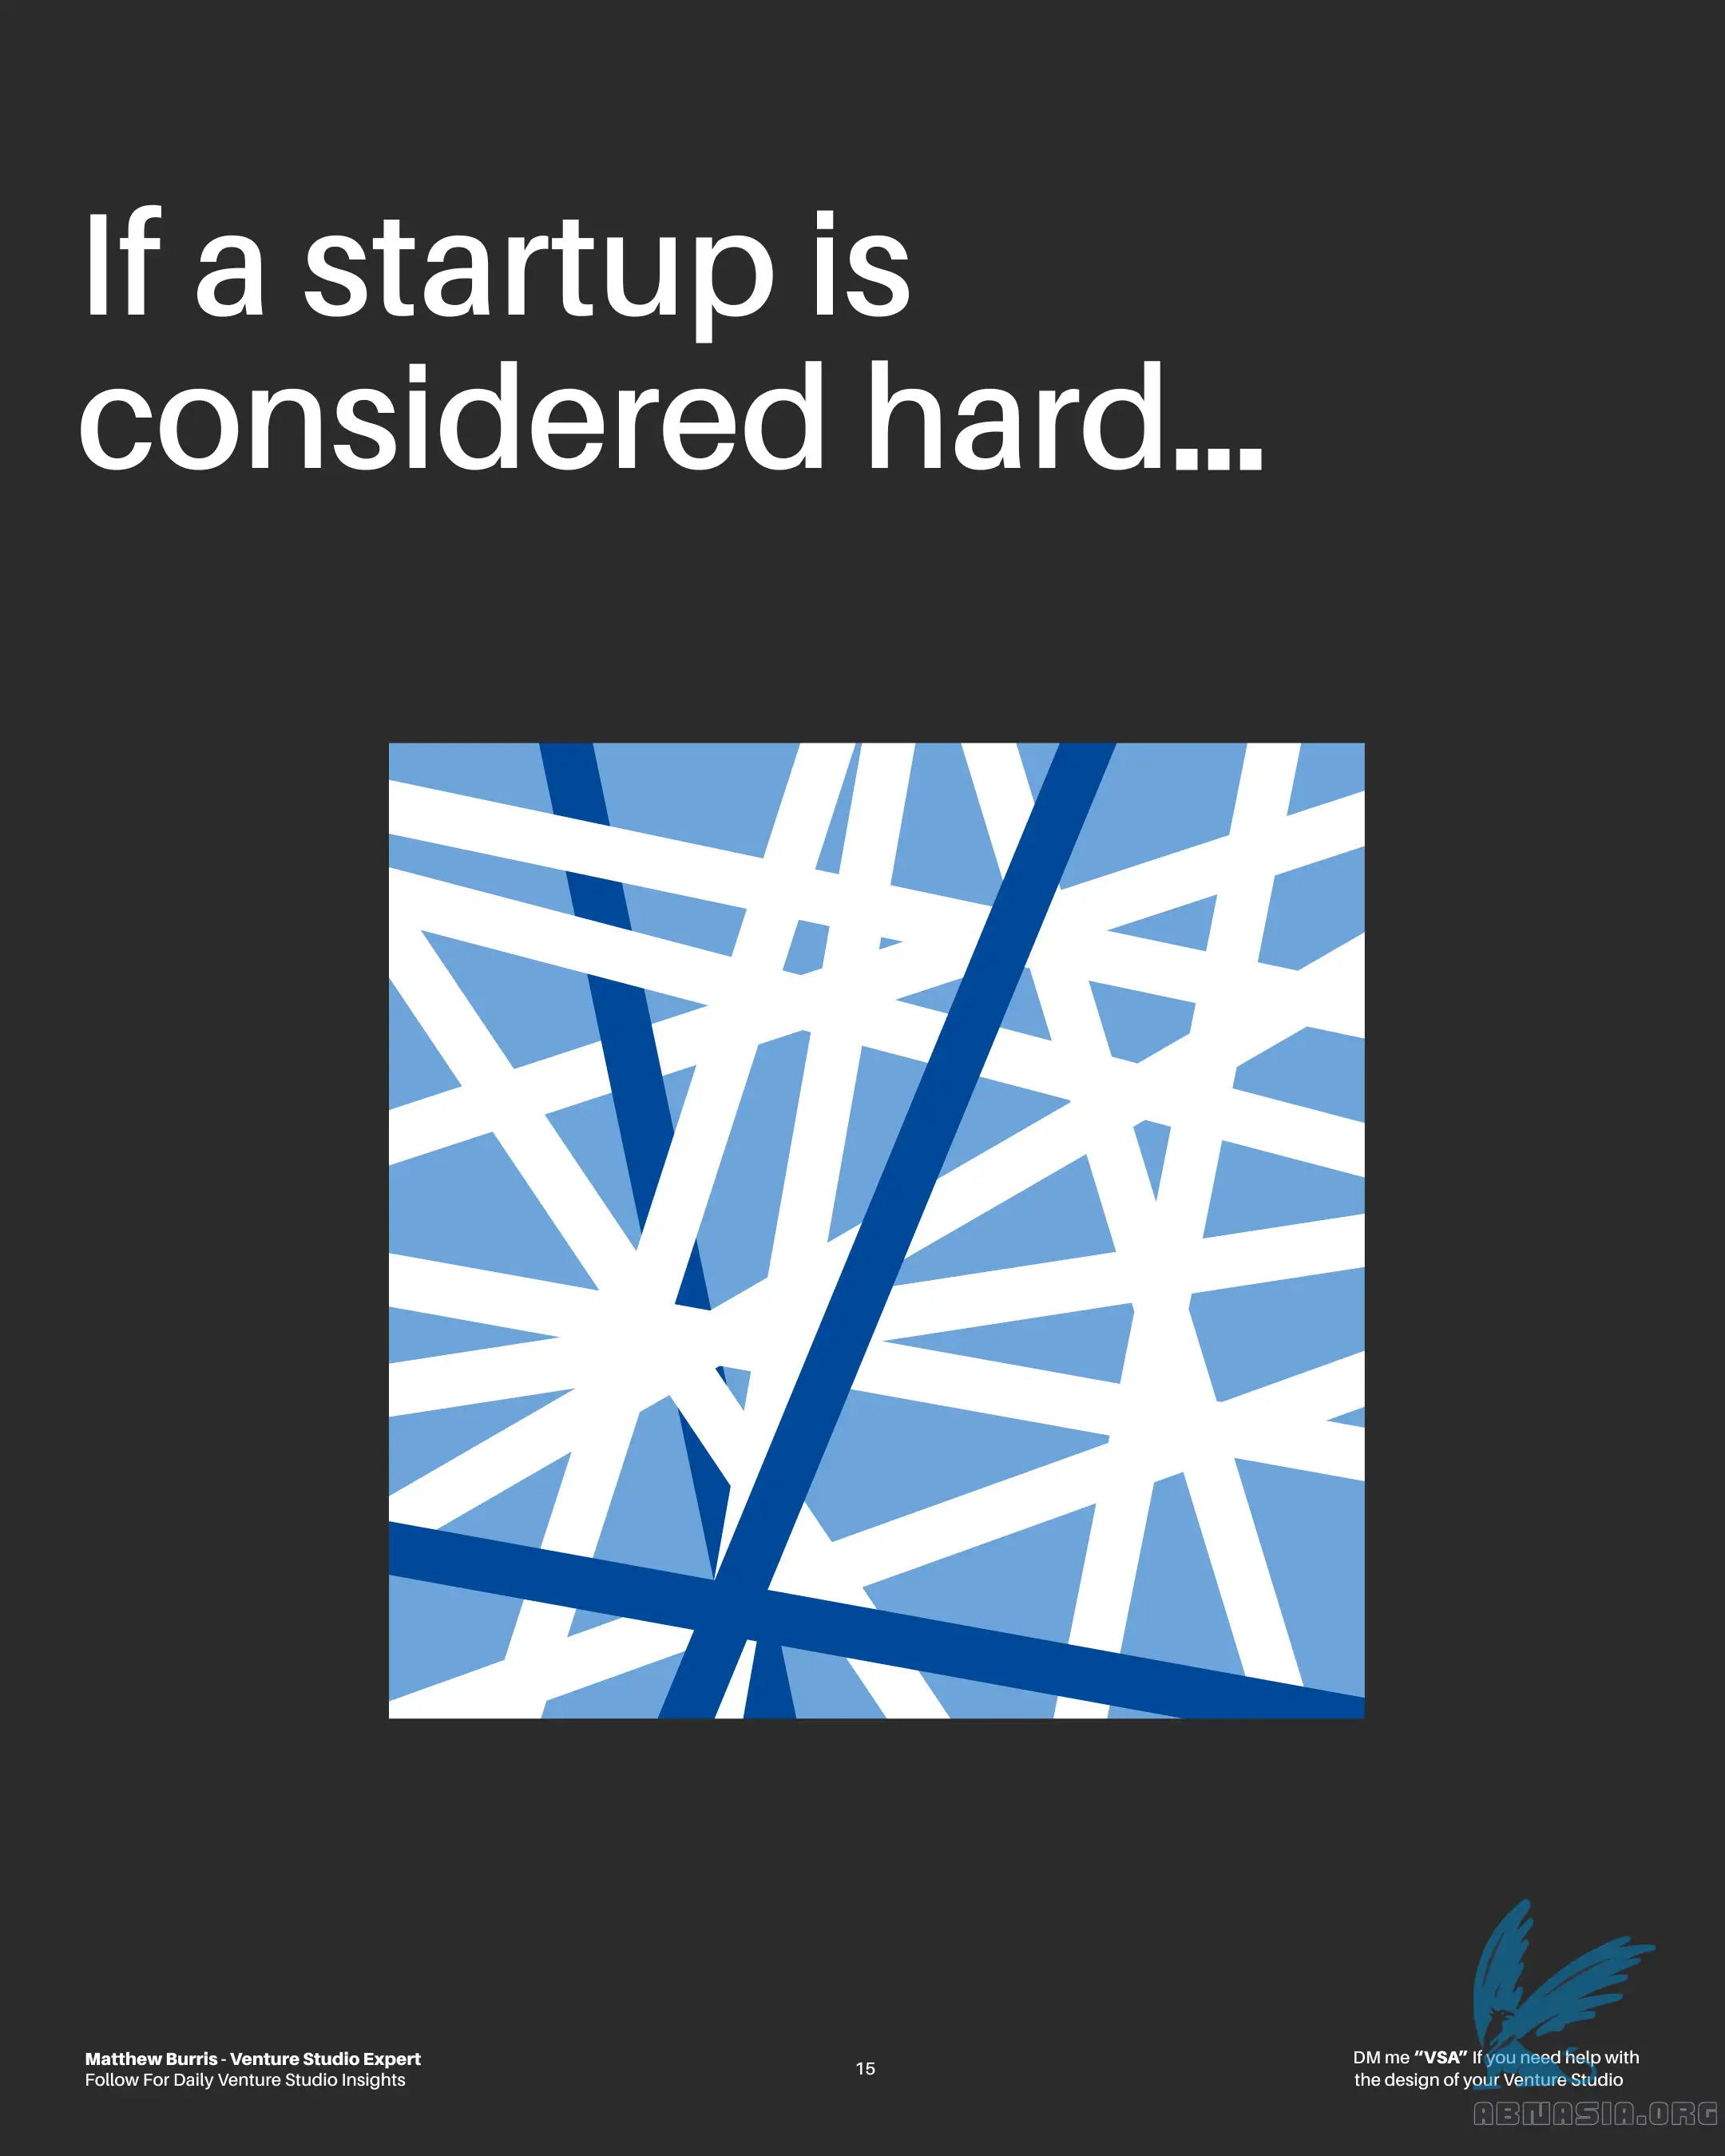 If a startup is
considered hard...
Matthew Burris - Venture Studio Expert
Follow For Daily Venture Studio Insights
15
DM me “VSA” If you need help with
the design of your Venture Studio
ABNASIA.ORG